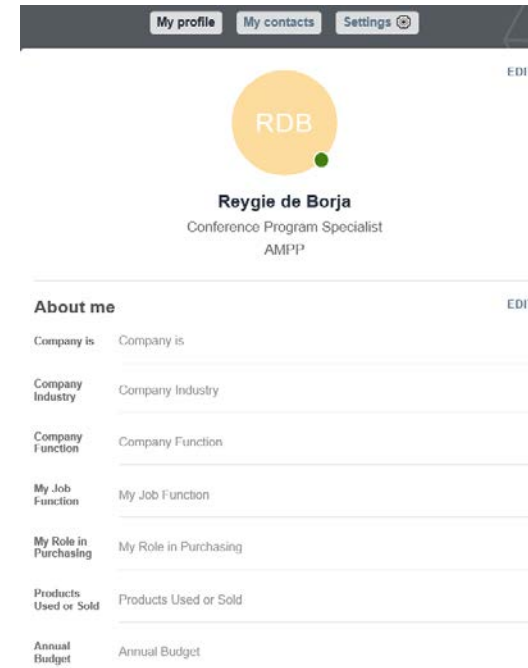 My profile My contacts Settings
EDI
RDB
Reygie de Borja
Conference Program Specialist
AMPP
About me
EDI
Company is Company is
Company
Industry
Company Industry
Company
Function
Company Function
My Job
Function
My Job Function
My Role in
Purchasing
My Role in Purchasing
Products
Used or Sold
Products Used or Sold
Annual
Budget
Annual Budget